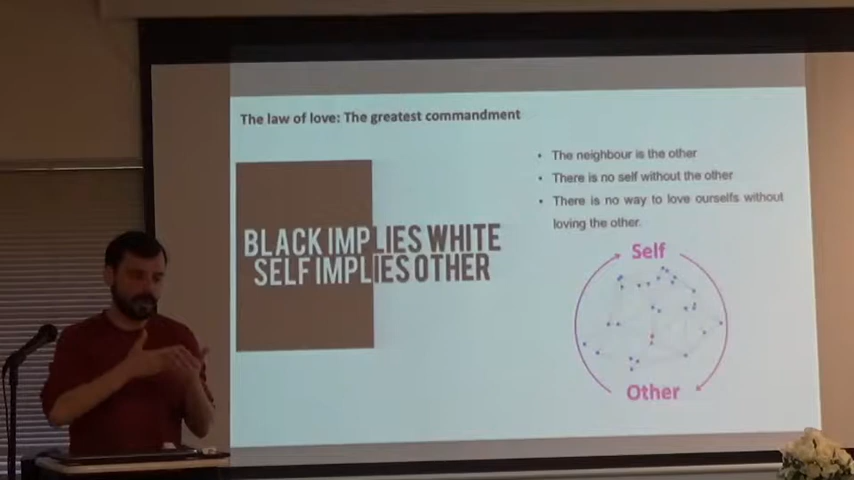 The law of love: The greatest commandment
BLACK IMPLIES WHITE
SELF IMPLIES OTHER
• The neighbour is the other
• There is no self without the other
• There is no way to love ourselfs without
loving the other.
Self
Other